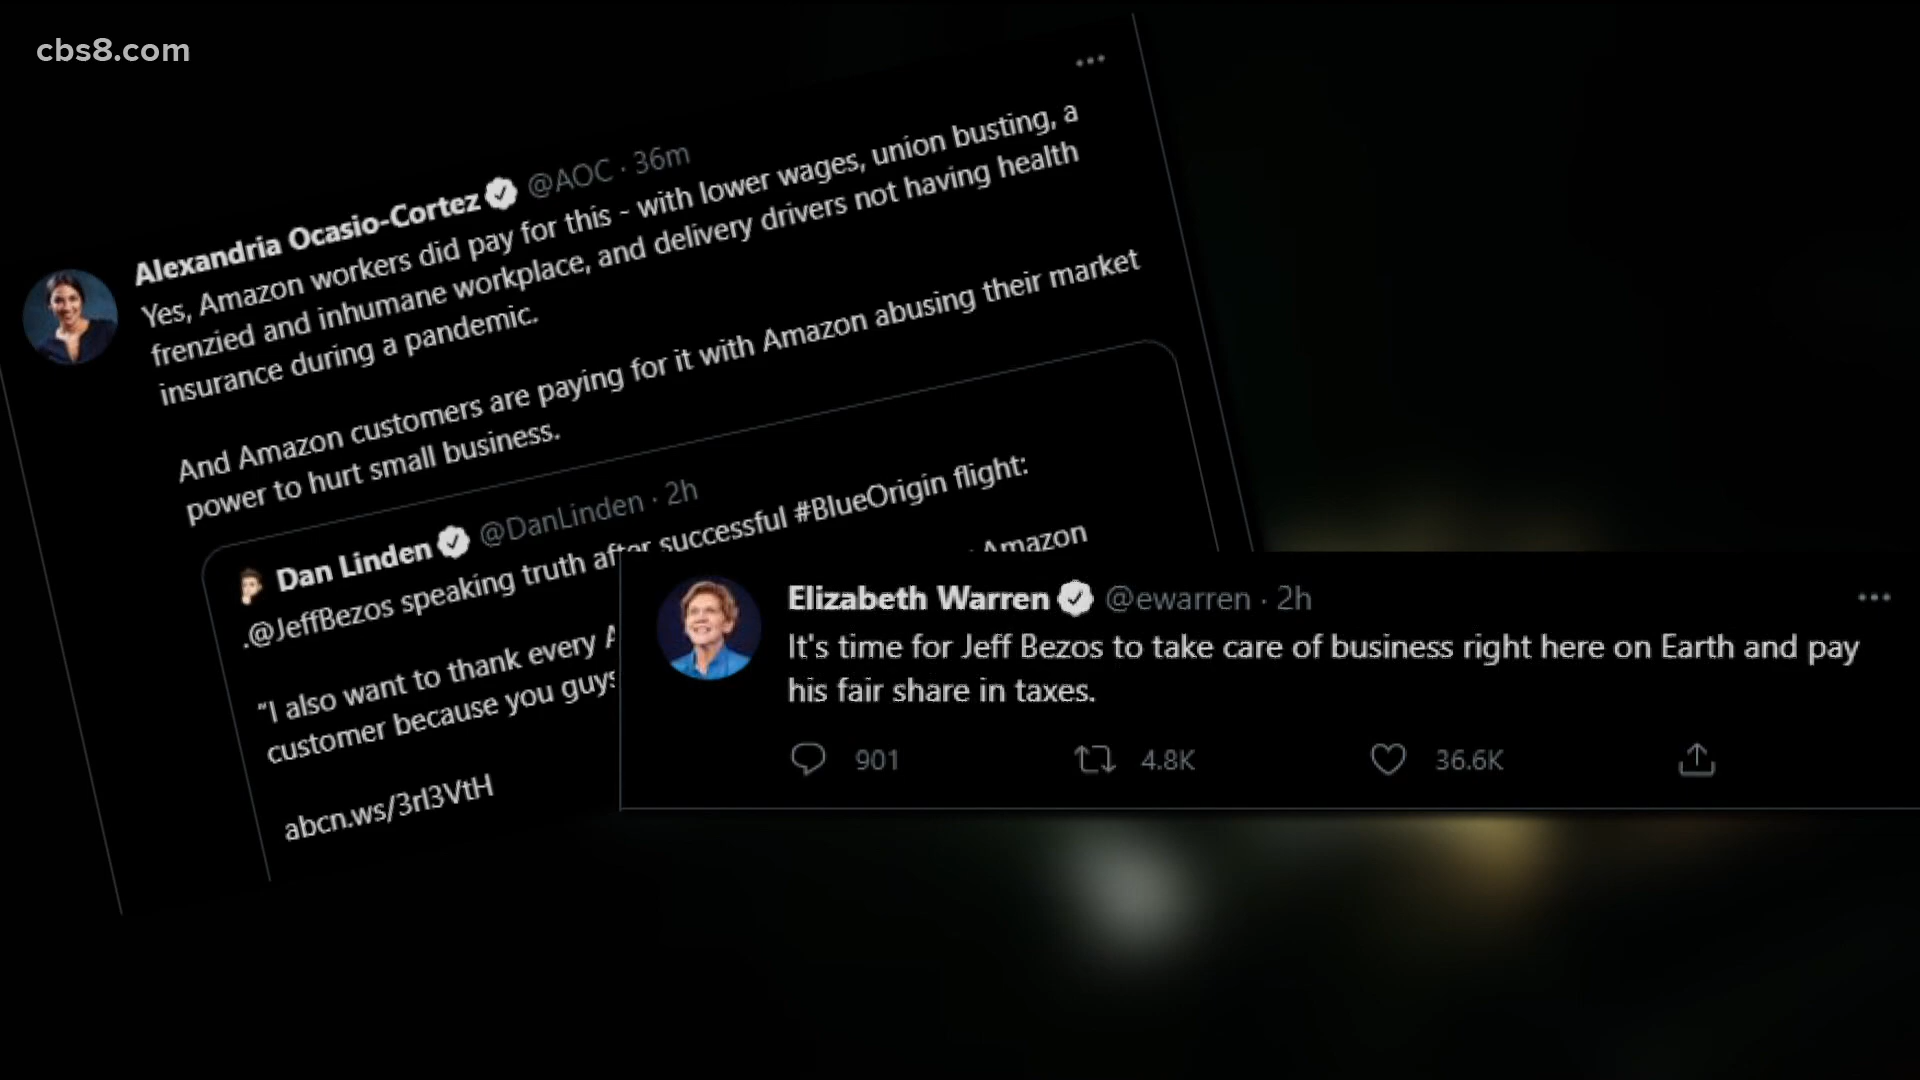 cbs8.com
Alexandria Ocasio-Cortez @AOC · 36m
Yes, Amazon workers did pay for this - with lower wages, union busting, a
frenzied and inhumane workplace, and delivery drivers not having health
insurance during a pandemic.
And Amazon customers are paying for it with Amazon abusing their market
power to hurt small business.
Dan Linden @DanLinden · 2h
.@JeffBezos speaking truth after successful #BlueOrigin flight:
"I also want to thank every A
Amazon
customer because you guys
abcn.ws/3rI3VtH
Elizabeth Warren @ewarren · 2h
It's time for Jeff Bezos to take care of business right here on Earth and pay
his fair share in taxes.
901 4.8K 36.6K